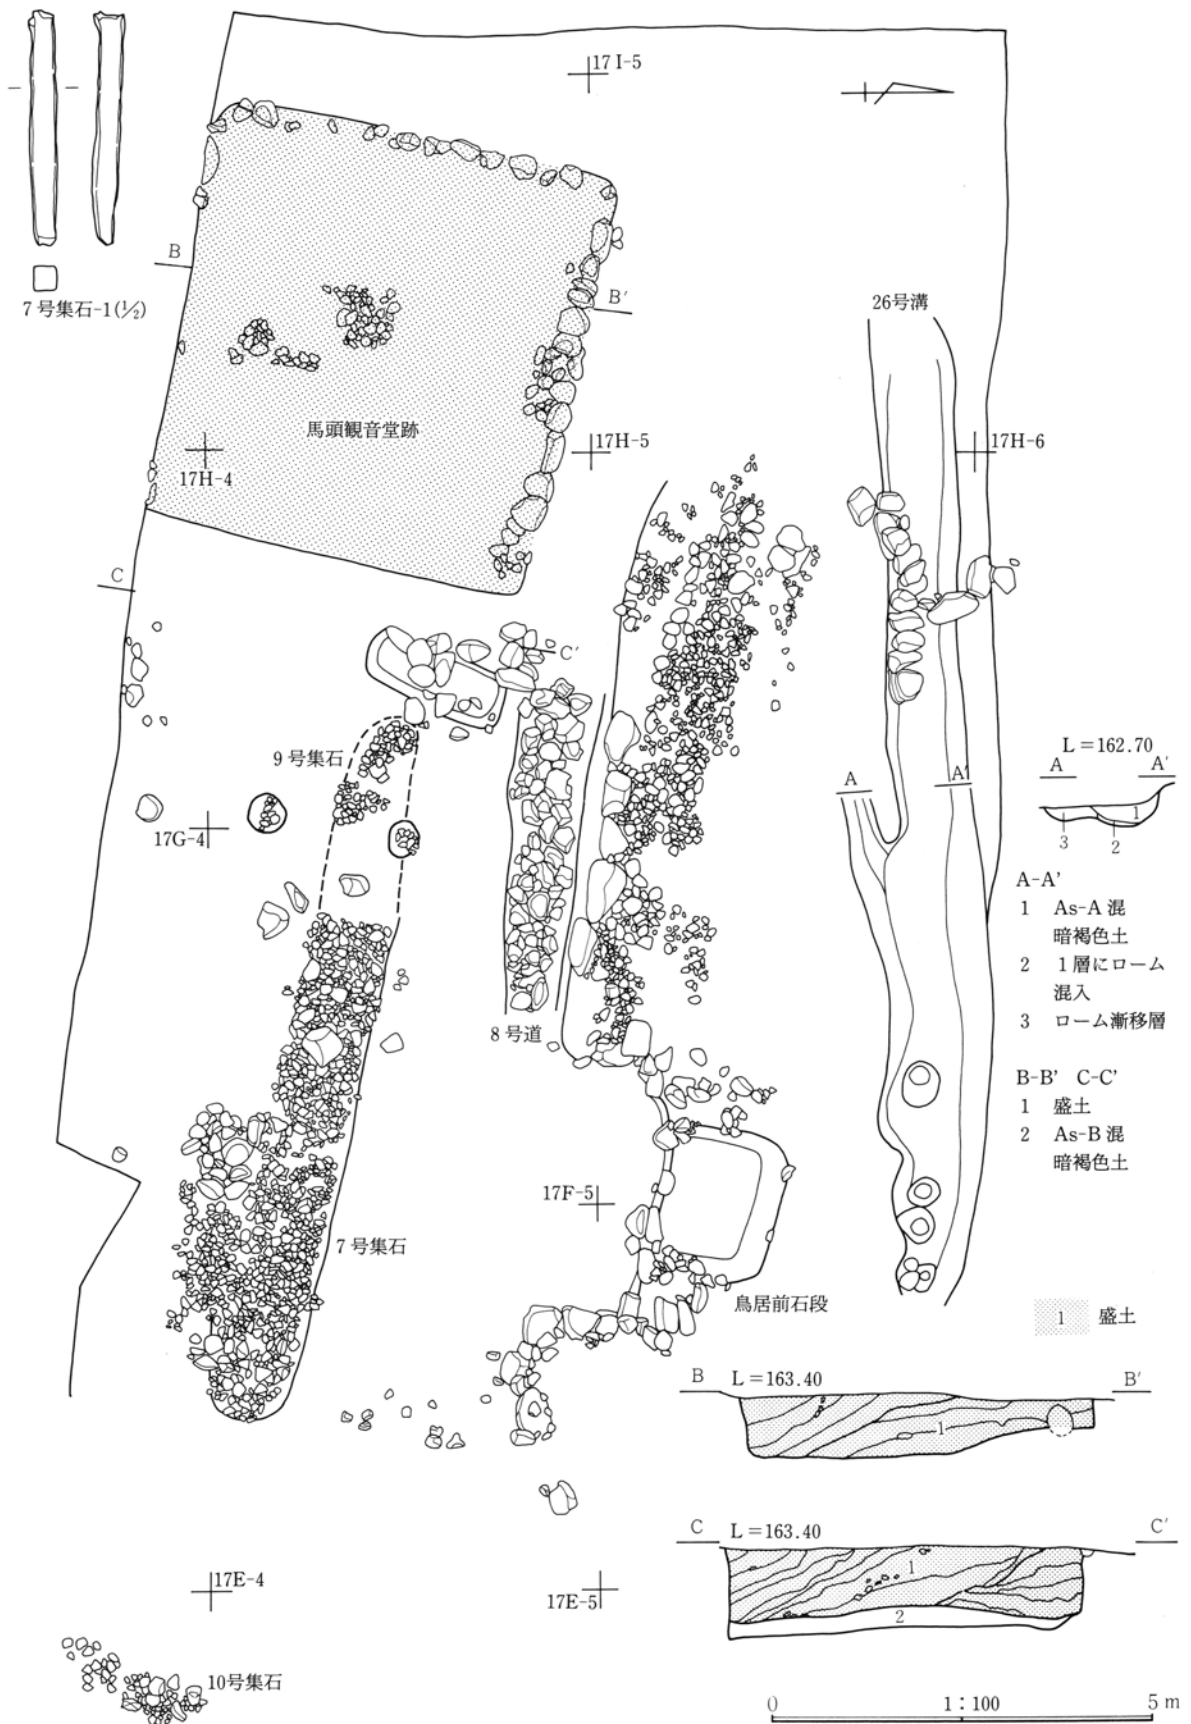 17 I-5
B
7号集石-1(½)
B′
26号溝
馬頭観音堂跡
17H-4
17H-5
17H-6
C
C′
9号集石
17G-4
8号道
A
A′
L＝162.70
A
A′
1
3
2
A-A’
1 As-A 混
暗褐色土
2 1層にローム
混入
3 ローム漸移層
B-B’ C-C’
1 盛土
2 As-B 混
暗褐色土
17F-5
7号集石
鳥居前石段
1 盛土
B
L＝163.40
B′
1
C
L＝163.40
C′
1
2
17E-4
17E-5
10号集石
0
1：100
5 m